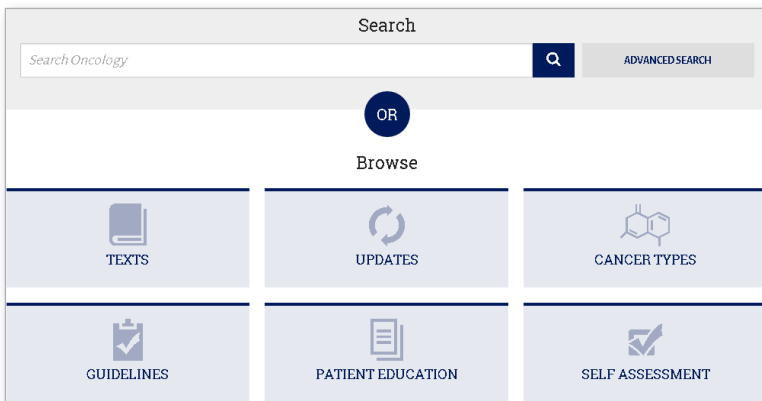 Search
Search Oncology
ADVANCED SEARCH
OR
Browse
TEXTS
UPDATES
CANCER TYPES
GUIDELINES
PATIENT EDUCATION
SELF ASSESSMENT